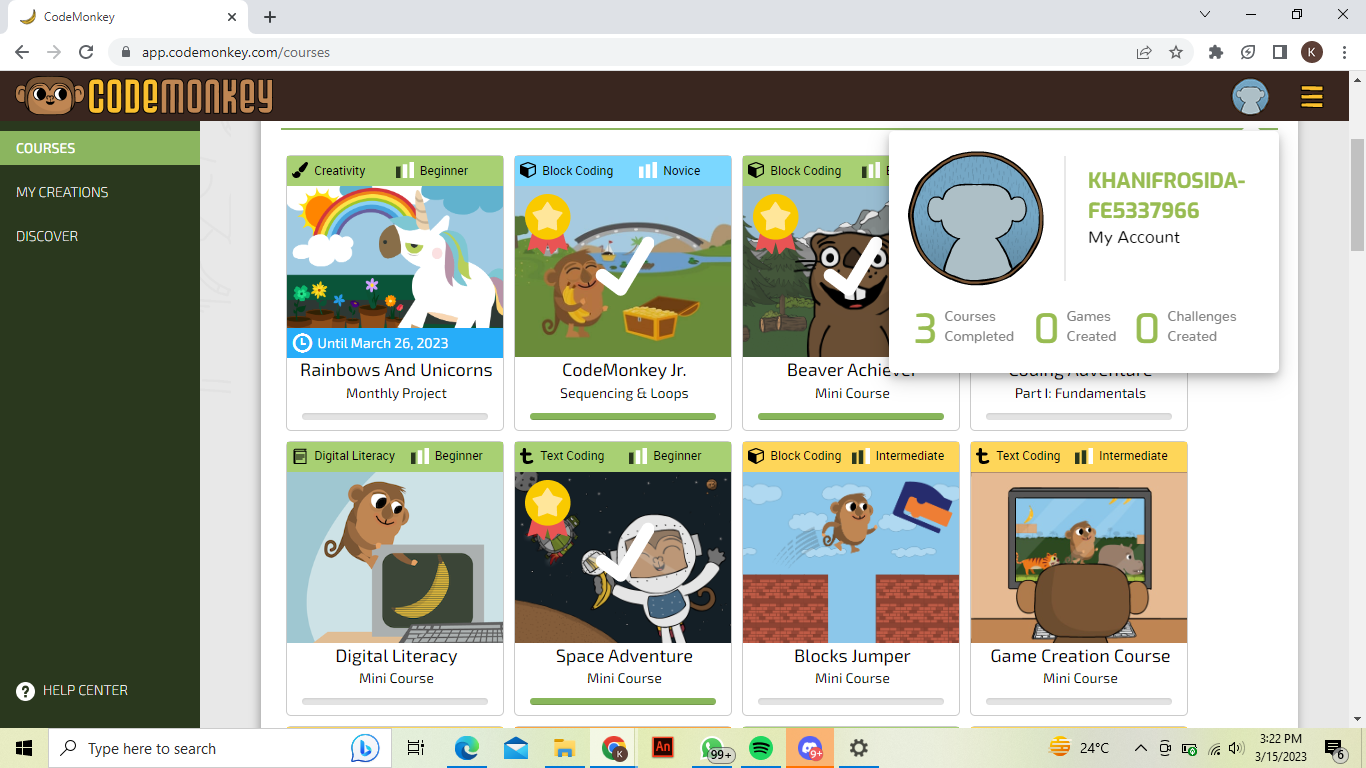 CodeMonkey
app.codemonkey.com/courses
K
CODEMONKEY
COURSES
MY CREATIONS
DISCOVER
HELP CENTER
KHANIFROSIDA-
FE5337966
My Account
3 Courses Completed
0 Games Created
0 Challenges Created
Creativity Beginner
Until March 26, 2023
Rainbows And Unicorns
Monthly Project
Block Coding Novice
CodeMonkey Jr.
Sequencing & Loops
Block Coding
Beaver Achiever
Mini Course
Coding Adventure
Part I: Fundamentals
Digital Literacy Beginner
Digital Literacy
Mini Course
Text Coding Beginner
Space Adventure
Mini Course
Block Coding Intermediate
Blocks Jumper
Mini Course
Text Coding Intermediate
Game Creation Course
Mini Course
Type here to search
K
An
99+
9+
24°C
3:22 PM
3/15/2023
6